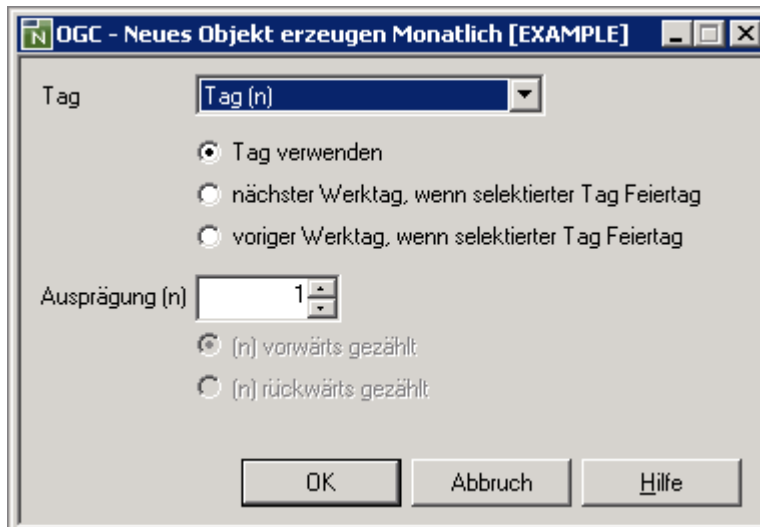 OGC - Neues Objekt erzeugen Monatlich [EXAMPLE]
Tag Tag (n)
Tag verwenden
nächster Werktag, wenn selektierter Tag Feiertag
voriger Werktag, wenn selektierter Tag Feiertag
Ausprägung (n) 1
(n) vorwärts gezählt
(n) rückwärts gezählt
OK Abbruch Hilfe